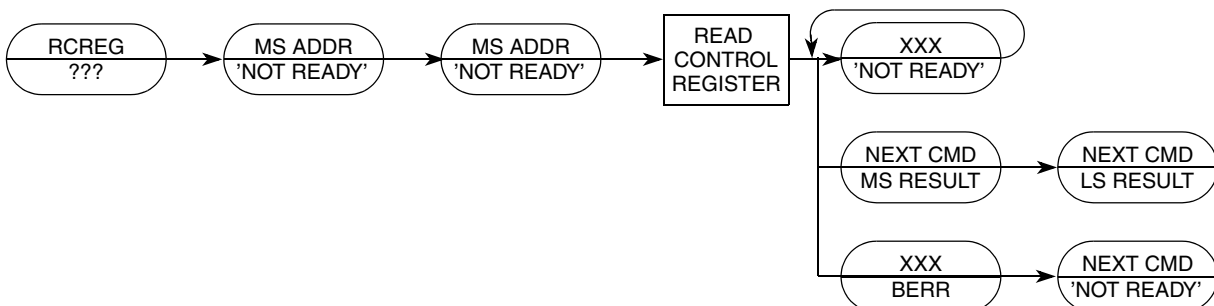 RCREG
???
MS ADDR
'NOT READY'
MS ADDR
'NOT READY'
READ
CONTROL
REGISTER
XXX
'NOT READY'
NEXT CMD
MS RESULT
NEXT CMD
LS RESULT
XXX
BERR
NEXT CMD
'NOT READY'